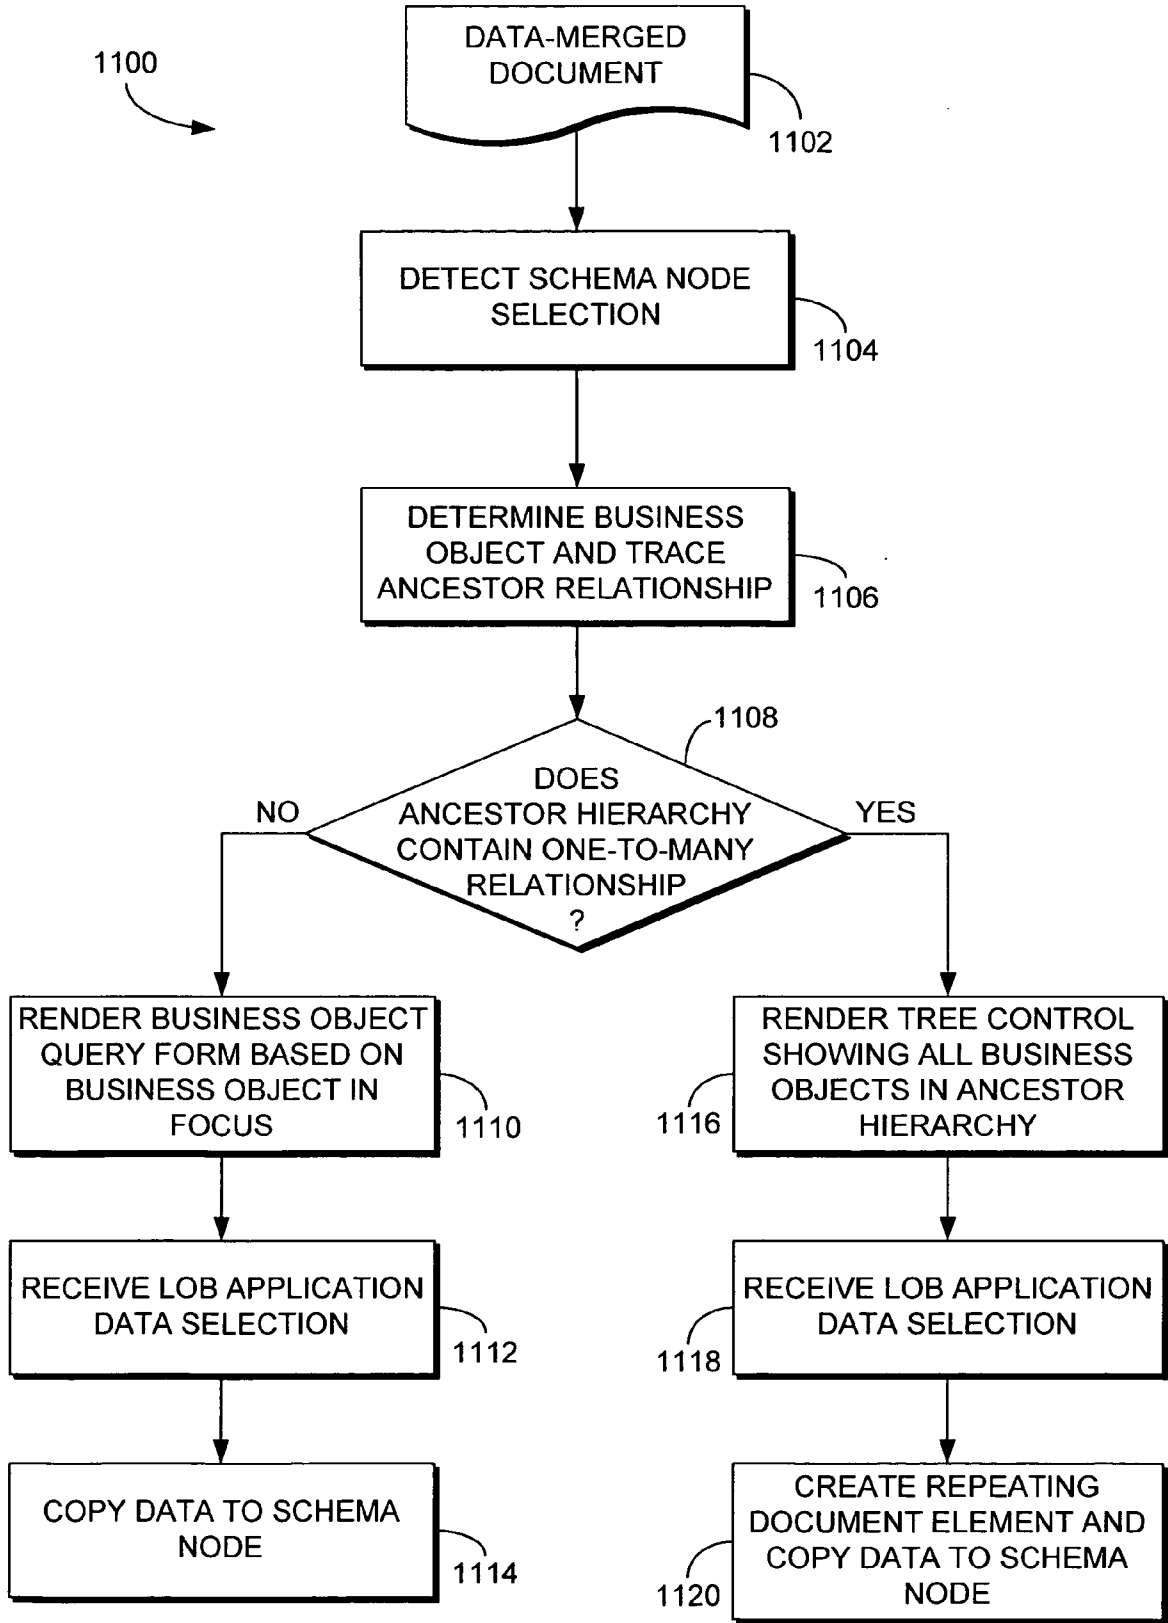 1100
DATA-MERGED
DOCUMENT
1102
DETECT SCHEMA NODE
SELECTION
1104
DETERMINE BUSINESS
OBJECT AND TRACE
ANCESTOR RELATIONSHIP
1106
1108
DOES
ANCESTOR HIERARCHY
CONTAIN ONE-TO-MANY
RELATIONSHIP
?
NO
YES
RENDER BUSINESS OBJECT
QUERY FORM BASED ON
BUSINESS OBJECT IN
FOCUS
1110
RECEIVE LOB APPLICATION
DATA SELECTION
1112
COPY DATA TO SCHEMA
NODE
1114
RENDER TREE CONTROL
SHOWING ALL BUSINESS
OBJECTS IN ANCESTOR
HIERARCHY
1116
RECEIVE LOB APPLICATION
DATA SELECTION
1118
CREATE REPEATING
DOCUMENT ELEMENT AND
COPY DATA TO SCHEMA
NODE
1120